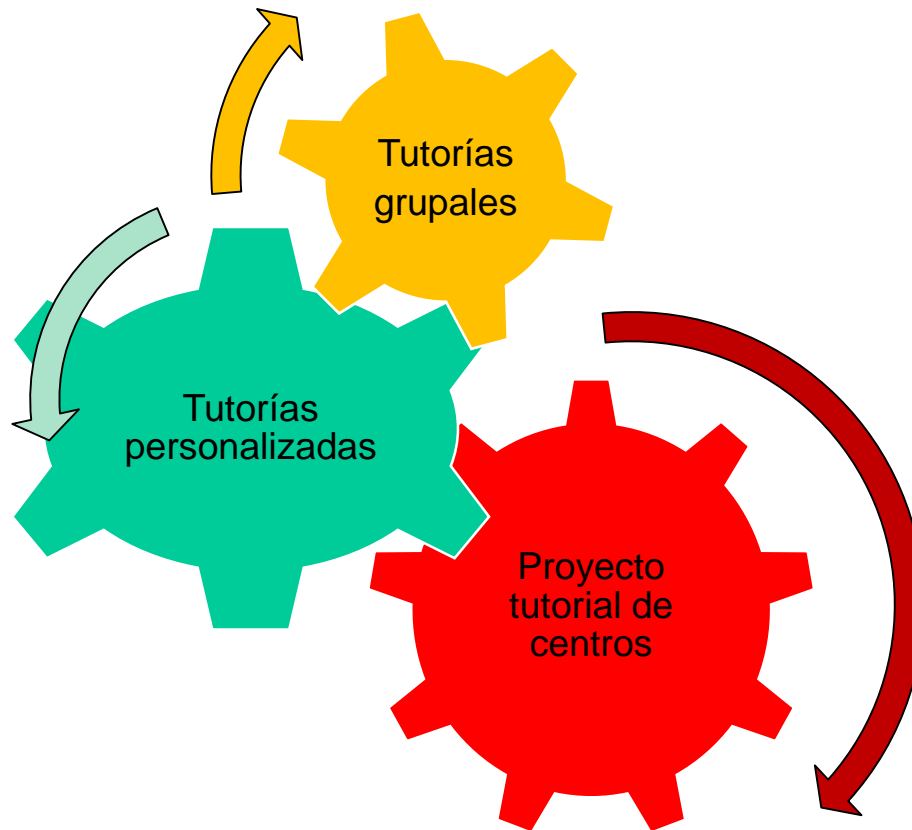 Tutorías
grupales
Tutorías
personalizadas
Proyecto
tutorial de
centros